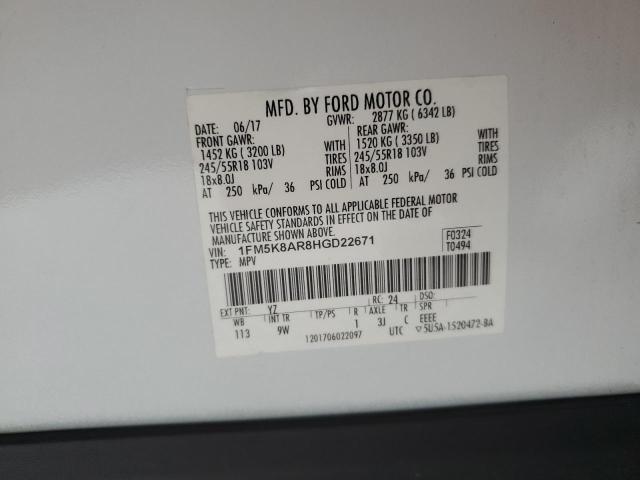 MFD. BY FORD MOTOR CO.
DATE: 06/17 GVWR: 2877 KG ( 6342 LB)
FRONT GAWR: REAR GAWR:
1452 KG ( 3200 LB) WITH 1520 KG ( 3350 LB) WITH
245/55R18 103V TIRES 245/55R18 103V TIRES
18x8.0J RIMS 18x8.0J RIMS
AT 250 kPa/ 36 PSI COLD AT 250 kPa/ 36 PSI COLD
THIS VEHICLE CONFORMS TO ALL APPLICABLE FEDERAL MOTOR
VEHICLE SAFETY STANDARDS IN EFFECT ON THE DATE OF
MANUFACTURE SHOWN ABOVE.
VIN: 1FM5K8AR8HGD22671 F0324
TYPE: MPV T0494
EXT PNT: YZ RC: 24 DSO:
WB INT TR TP/PS R AXLE TR SPR
113 9W 1 3J C EEEE
1201706022097 UTC ▽5U5A-1520472-BA